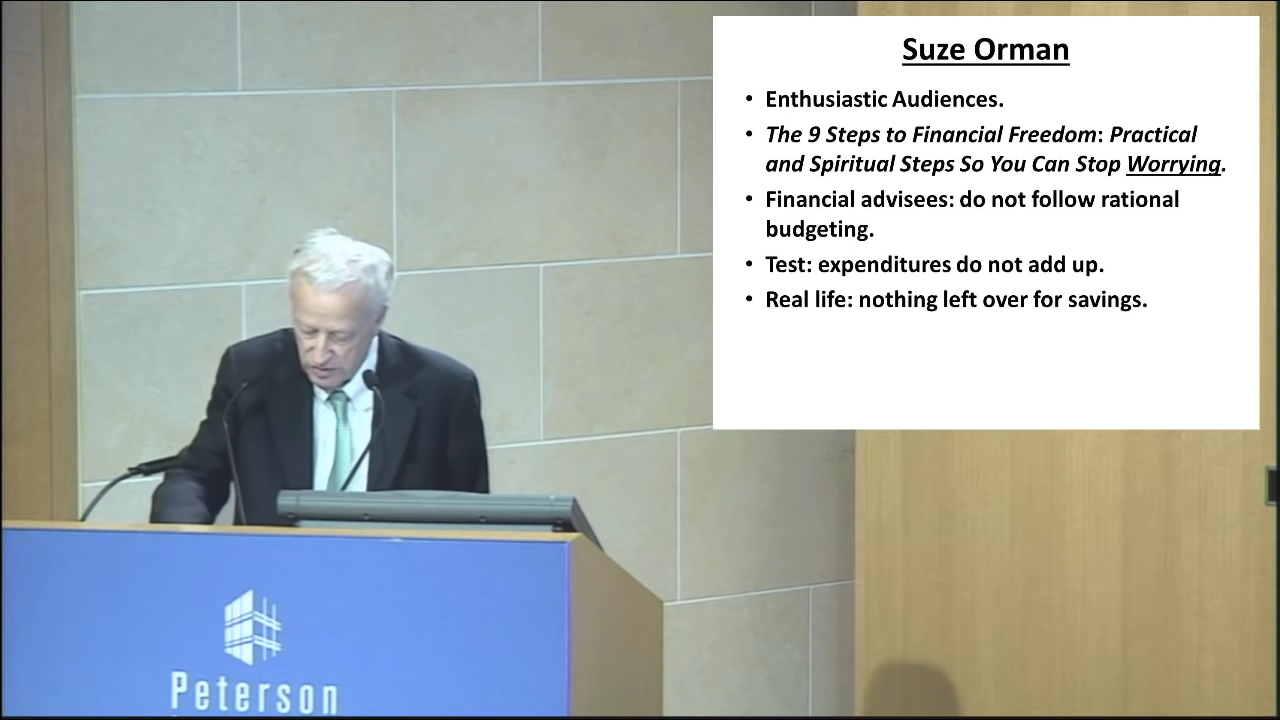 Suze Orman
• Enthusiastic Audiences.
• The 9 Steps to Financial Freedom: Practical
and Spiritual Steps So You Can Stop Worrying.
• Financial advisees: do not follow rational
budgeting.
• Test: expenditures do not add up.
• Real life: nothing left over for savings.
Peterson